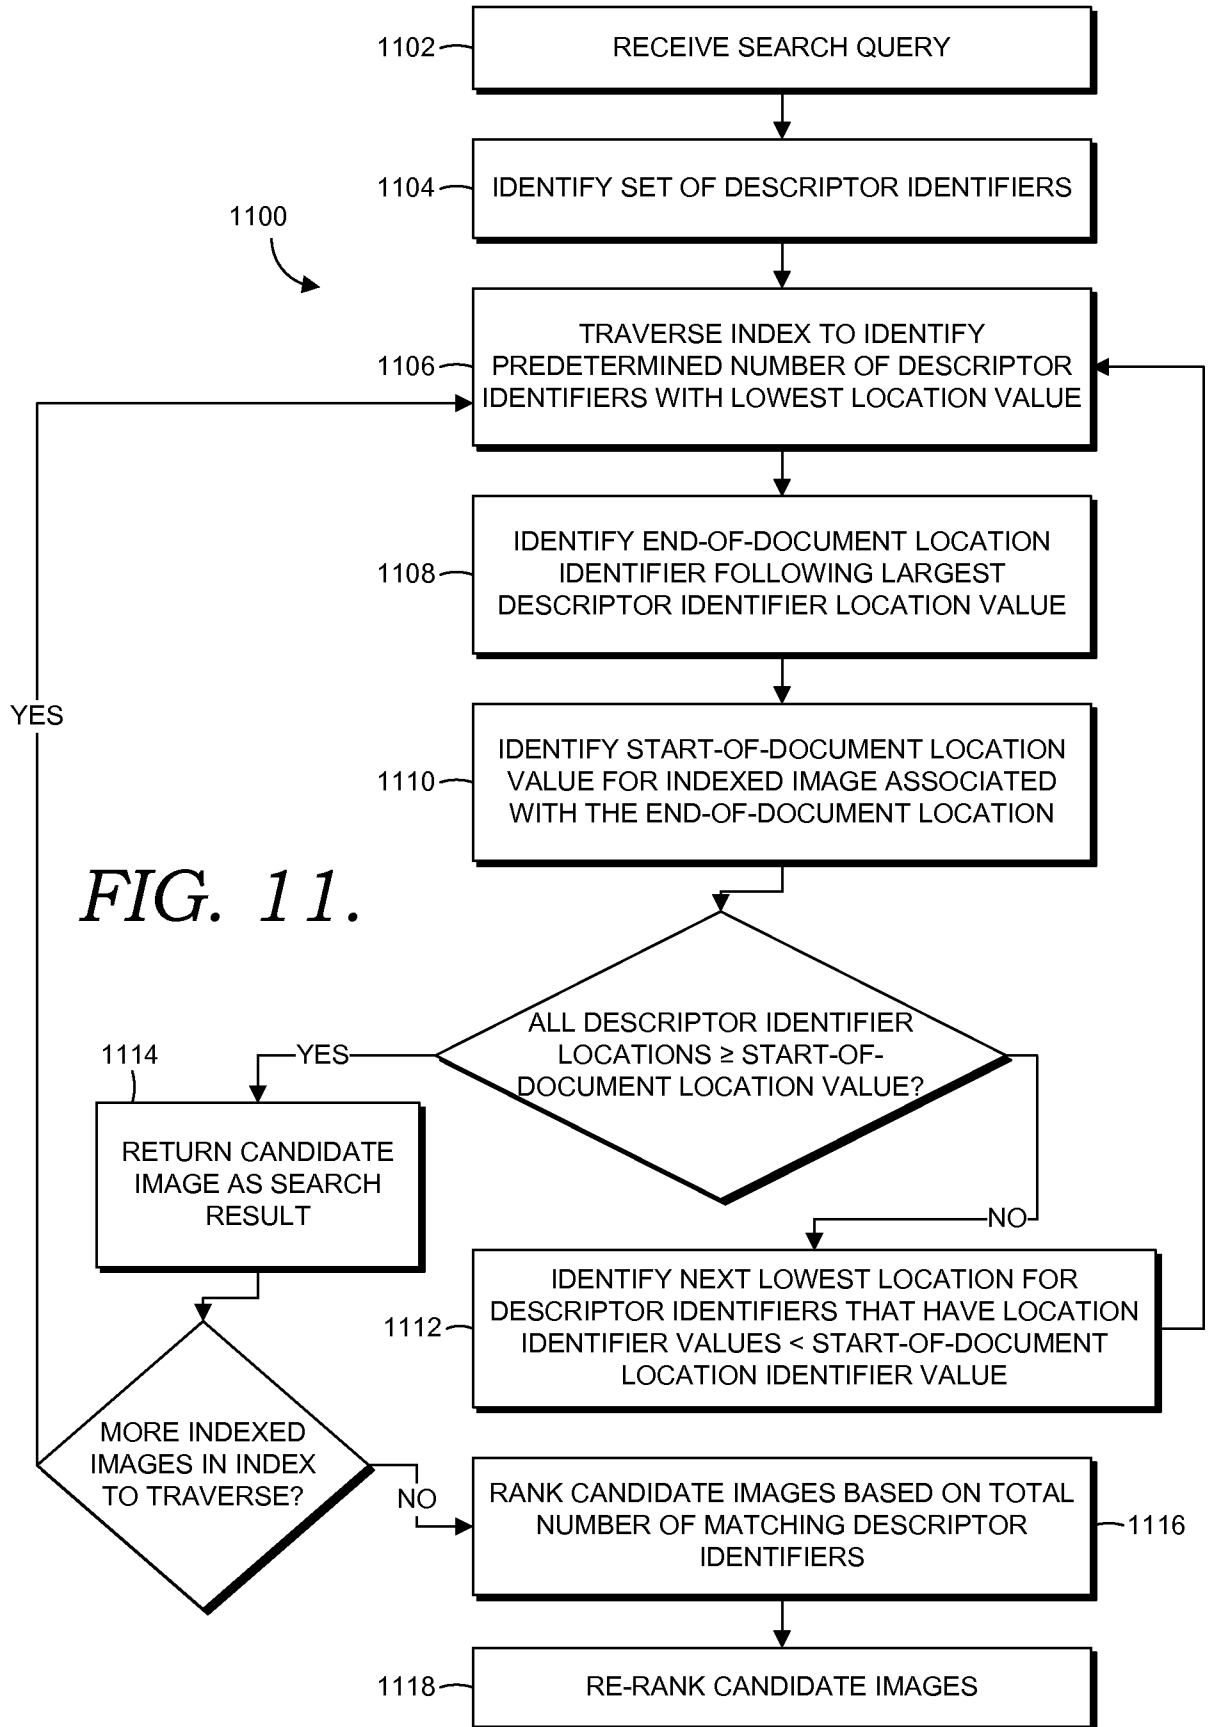 1102
RECEIVE SEARCH QUERY
1104
IDENTIFY SET OF DESCRIPTOR IDENTIFIERS
1100
1106
TRAVERSE INDEX TO IDENTIFY
PREDETERMINED NUMBER OF DESCRIPTOR
IDENTIFIERS WITH LOWEST LOCATION VALUE
1108
IDENTIFY END-OF-DOCUMENT LOCATION
IDENTIFIER FOLLOWING LARGEST
DESCRIPTOR IDENTIFIER LOCATION VALUE
YES
1110
IDENTIFY START-OF-DOCUMENT LOCATION
VALUE FOR INDEXED IMAGE ASSOCIATED
WITH THE END-OF-DOCUMENT LOCATION
FIG. 11.
ALL DESCRIPTOR IDENTIFIER
LOCATIONS ≥ START-OF-
DOCUMENT LOCATION VALUE?
YES
1114
RETURN CANDIDATE
IMAGE AS SEARCH
RESULT
NO
1112
IDENTIFY NEXT LOWEST LOCATION FOR
DESCRIPTOR IDENTIFIERS THAT HAVE LOCATION
IDENTIFIER VALUES < START-OF-DOCUMENT
LOCATION IDENTIFIER VALUE
MORE INDEXED
IMAGES IN INDEX
TO TRAVERSE?
NO
RANK CANDIDATE IMAGES BASED ON TOTAL
NUMBER OF MATCHING DESCRIPTOR
IDENTIFIERS
1116
1118
RE-RANK CANDIDATE IMAGES